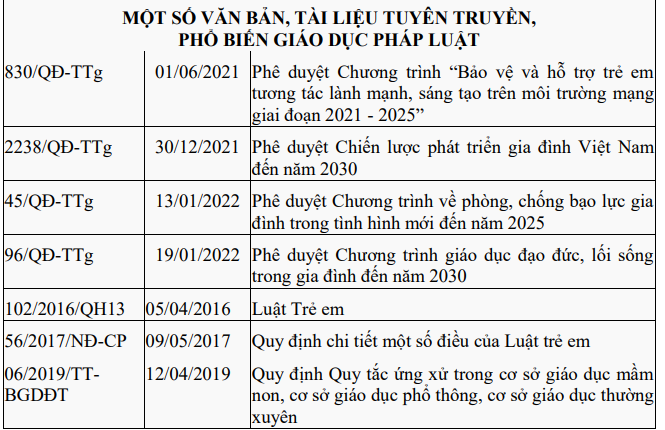 MỘT SỐ VĂN BẢN, TÀI LIỆU TUYÊN TRUYỀN,
PHỔ BIẾN GIÁO DỤC PHÁP LUẬT
830/QĐ-TTg 01/06/2021 Phê duyệt Chương trình “Bảo vệ và hỗ trợ trẻ em
tương tác lành mạnh, sáng tạo trên môi trường mạng
giai đoạn 2021 - 2025”
2238/QĐ-TTg 30/12/2021 Phê duyệt Chiến lược phát triển gia đình Việt Nam
đến năm 2030
45/QĐ-TTg 13/01/2022 Phê duyệt Chương trình về phòng, chống bạo lực gia
đình trong tình hình mới đến năm 2025
96/QĐ-TTg 19/01/2022 Phê duyệt Chương trình giáo dục đạo đức, lối sống
trong gia đình đến năm 2030
102/2016/QH13 05/04/2016 Luật Trẻ em
56/2017/NĐ-CP 09/05/2017 Quy định chi tiết một số điều của Luật trẻ em
06/2019/TT- 12/04/2019 Quy định Quy tắc ứng xử trong cơ sở giáo dục mầm
BGDĐT non, cơ sở giáo dục phổ thông, cơ sở giáo dục thường
xuyên